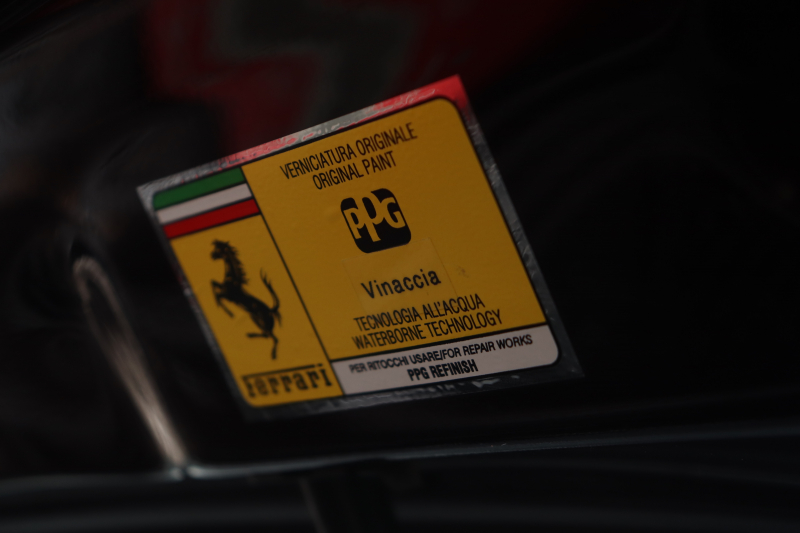 VERNICIATURA ORIGINALE
ORIGINAL PAINT
PPG
Vinaccia
TECNOLOGIA ALL'ACQUA
WATERBORNE TECHNOLOGY
PER RITOCCHI USARE/FOR REPAIR WORKS
PPG REFINISH
Ferrari